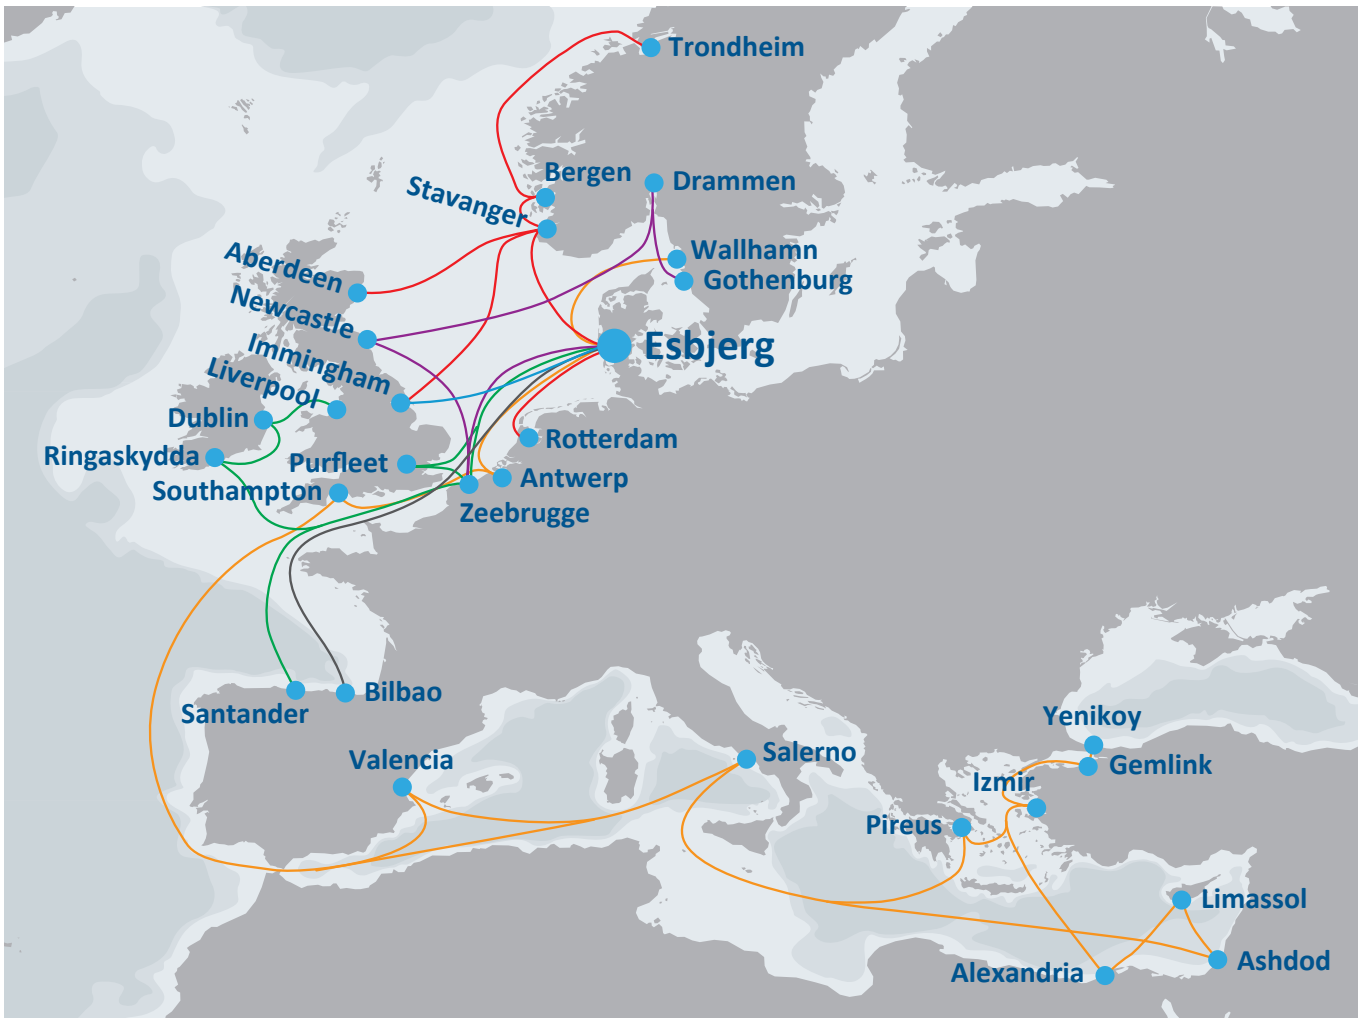 Trondheim
Bergen
Drammen
Stavanger
Wallhamn
Aberdeen
Gothenburg
Newcastle
Esbjerg
Immingham
Liverpool
Dublin
Rotterdam
Ringaskydda
Purfleet
Antwerp
Southampton
Zeebrugge
Bilbao
Santander
Yenikoy
Valencia
Salerno
Gemlink
Izmir
Pireus
Limassol
Ashdod
Alexandria